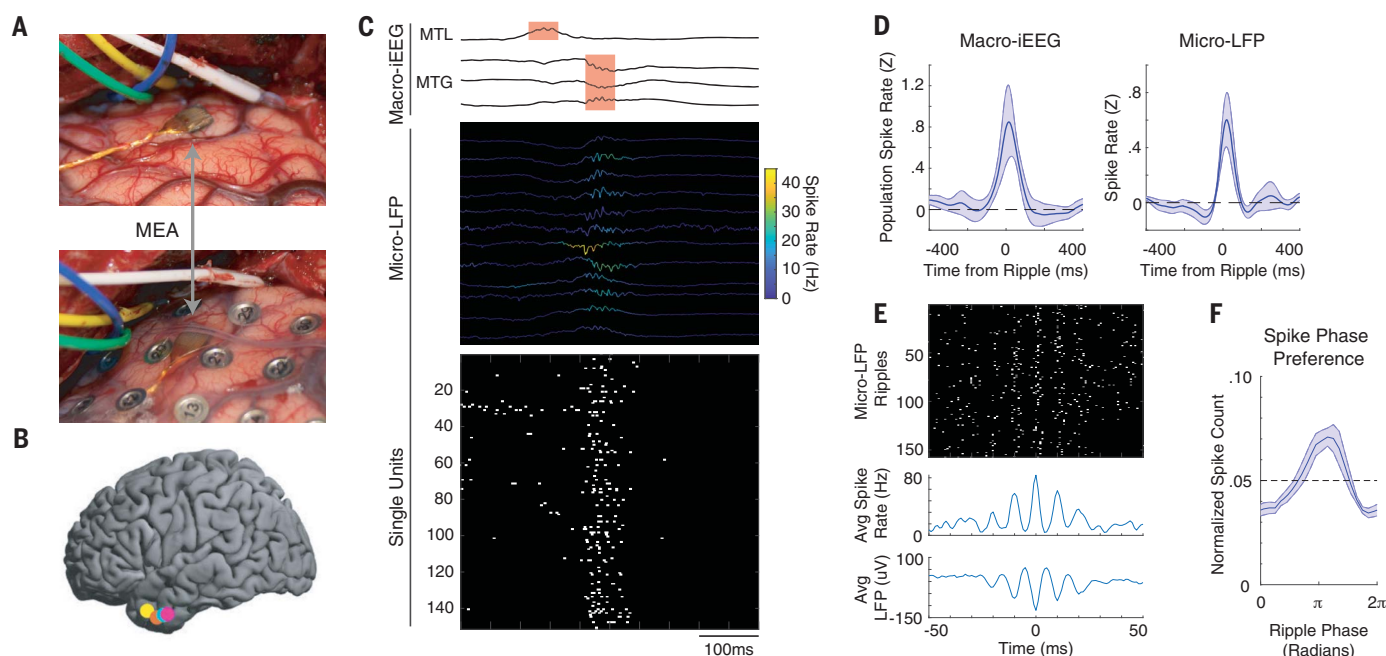 A
MEA
B
C
Macro-iEEG
MTL
MTG
Micro-LFP
45
40
30
20
10
0
Spike Rate (Hz)
Single Units
20
40
60
80
100
120
140
100ms
D
Macro-iEEG
Population Spike Rate (Z)
1.2
.8
.4
0
-400
0
400
Time from Ripple (ms)
Micro-LFP
Spike Rate (Z)
.8
.4
0
-400
0
400
Time from Ripple (ms)
E
Micro-LFP
Ripples
50
100
150
Avg Spike
Rate (Hz)
80
0
Avg
LFP (uV)
100
-150
-50
0
50
Time (ms)
F
Spike Phase
Preference
Normalized Spike Count
.10
.05
0
0
π
2π
Ripple Phase
(Radians)
13